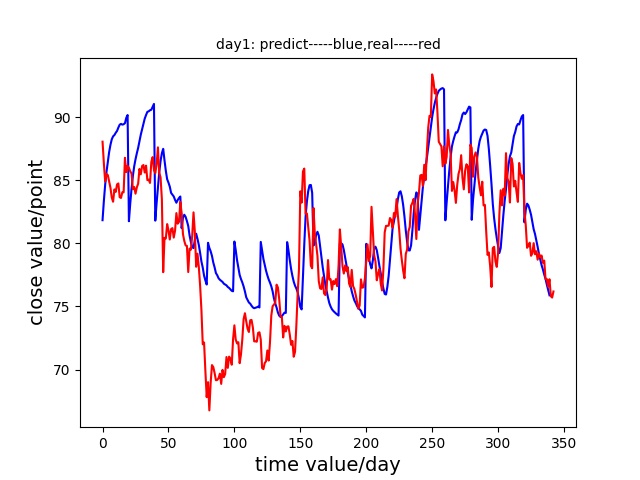 day1: predict-----blue,real-----red
close value/point
90
85
80
75
70
0 50 100 150 200 250 300 350
time value/day